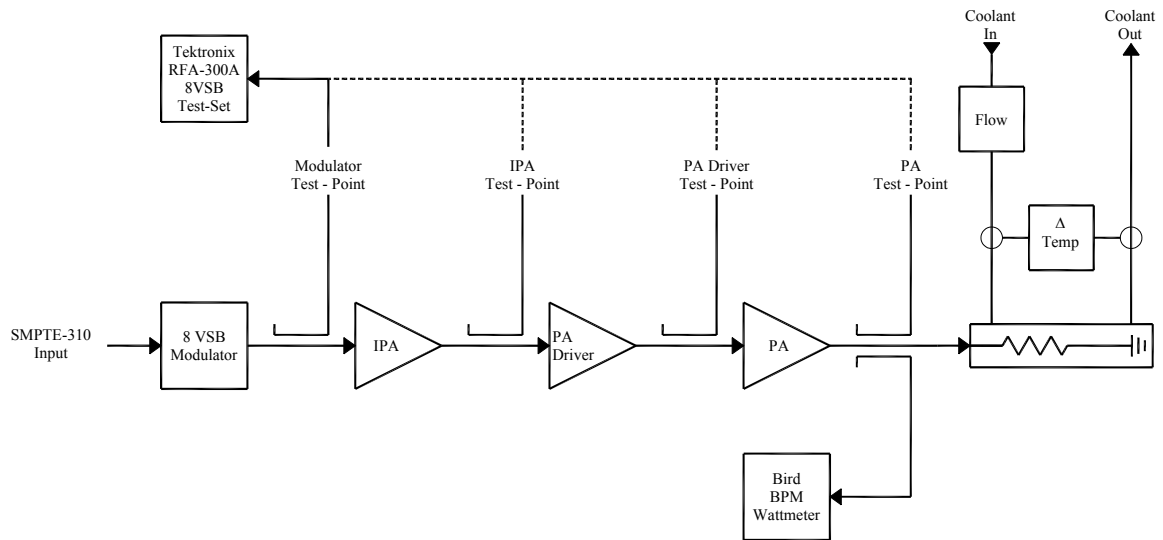 Coolant
In
Coolant
Out
Tektronix
RFA-300A
8VSB
Test-Set
Flow
Modulator
Test - Point
IPA
Test - Point
PA Driver
Test - Point
PA
Test - Point
Δ
Temp
SMPTE-310
Input
8 VSB
Modulator
IPA
PA
Driver
PA
Bird
BPM
Wattmeter